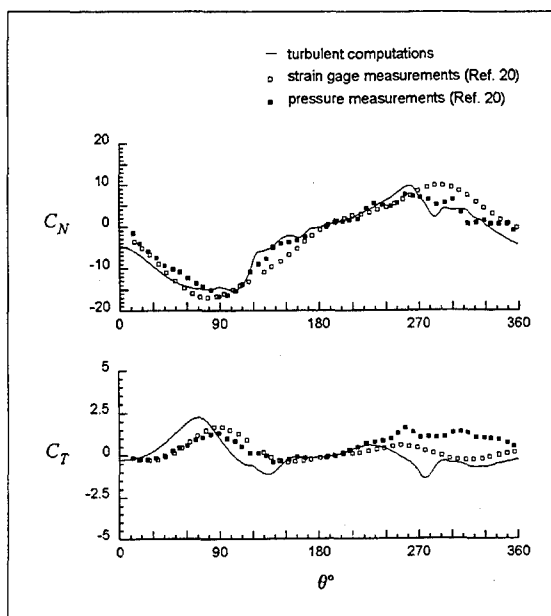 turbulent computations
strain gage measurements (Ref. 20)
pressure measurements (Ref. 20)
20
10
C_N
0
-10
-20
0 90 180 270 360
5
2.5
C_T
0
-2.5
-5
0 90 180 270 360
θ°